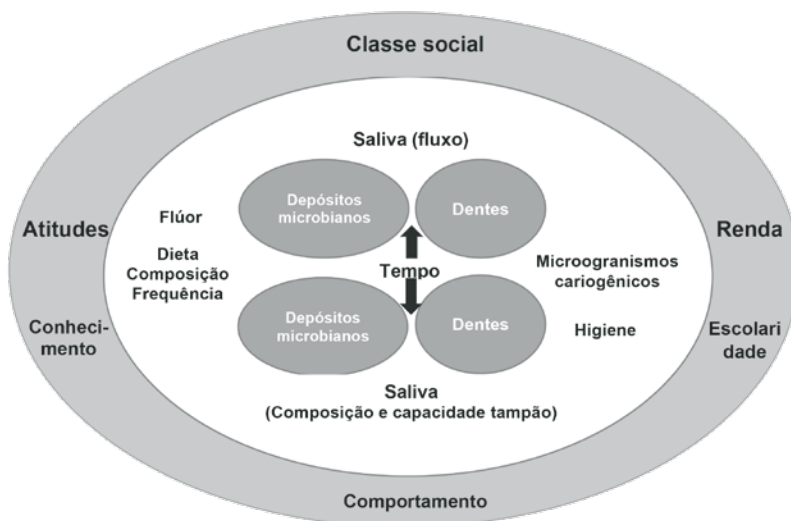 Classe social
Saliva (fluxo)
Depósitos
microbianos
Dentes
Atitudes
Flúor
Renda
Dieta
Composição
Frequência
Tempo
Microogranismos
cariogênicos
Conheci-
mento
Depósitos
microbianos
Dentes
Higiene
Escolari
dade
Saliva
(Composição e capacidade tampão)
Comportamento